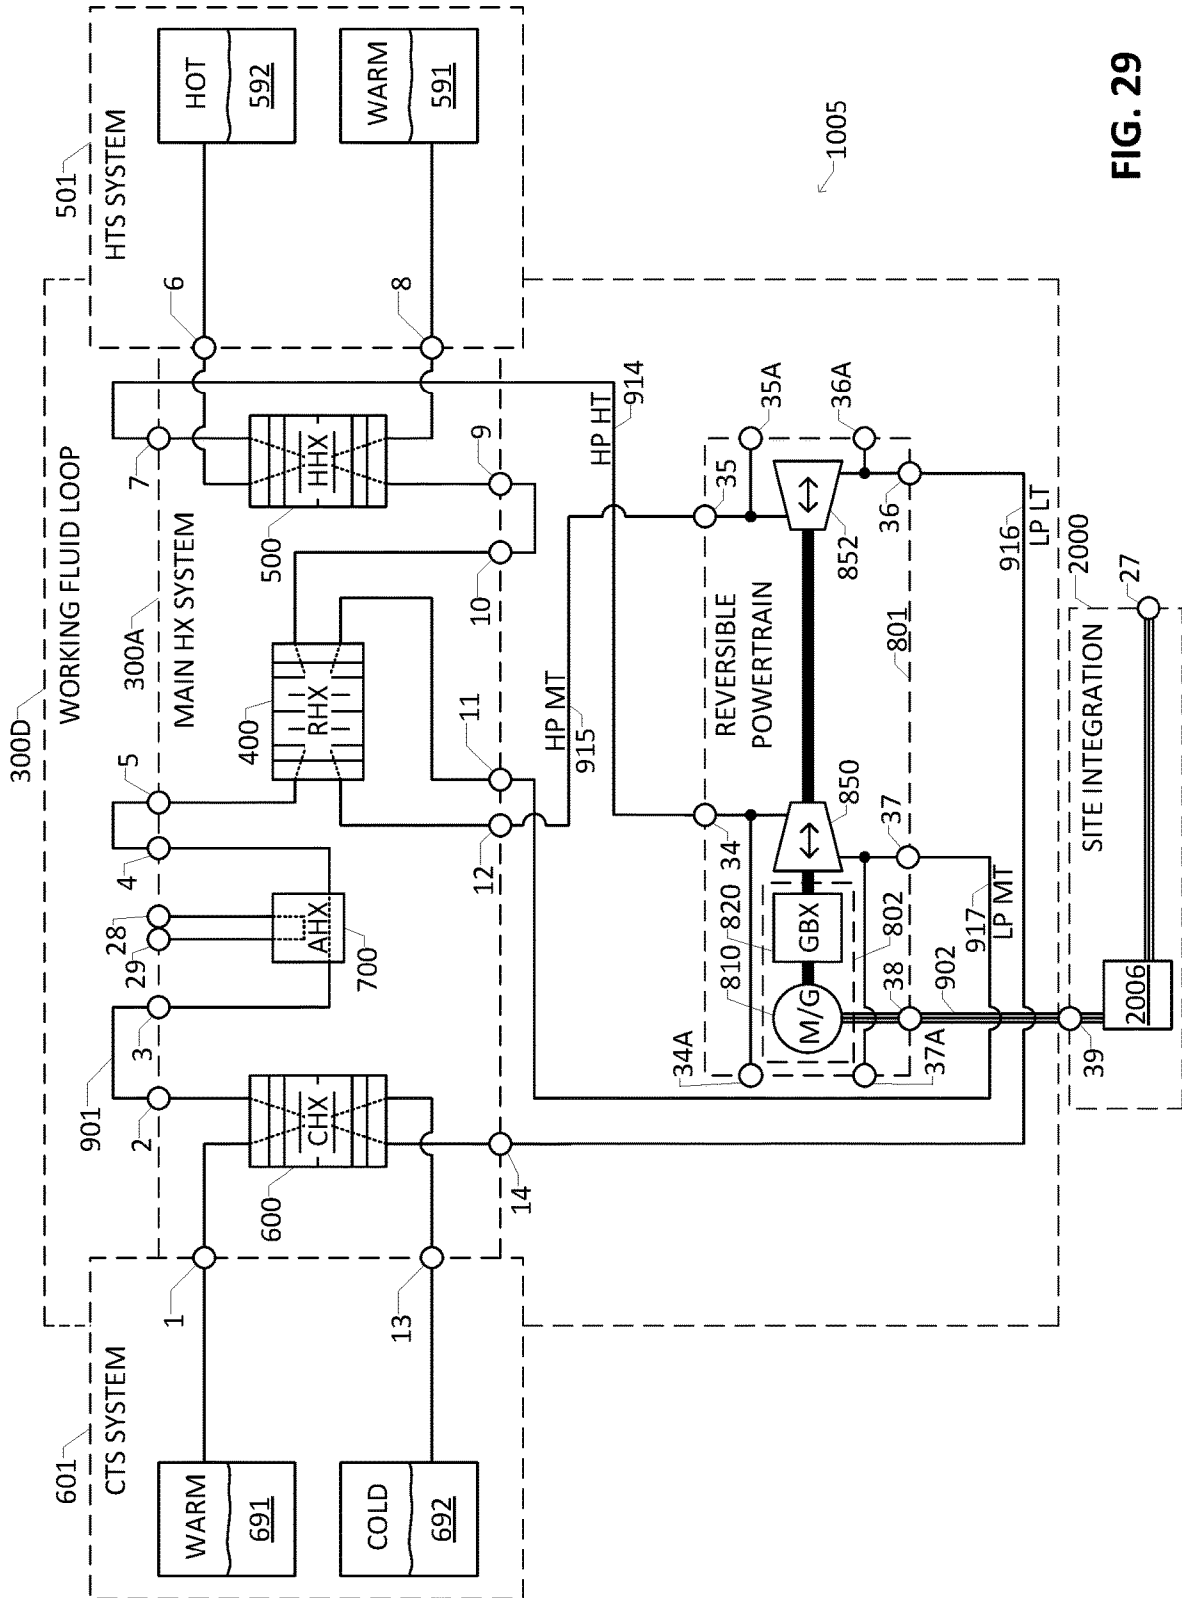 300D
WORKING FLUID LOOP
601
CTS SYSTEM
501
HTS SYSTEM
300A
MAIN HX SYSTEM
901
2
3
29
28
4
5
7
6
1
WARM
691
HOT
592
CHX
600
AHX
700
400
RHX
HHX
500
13
COLD
692
8
WARM
591
14
12
11
10
9
HP MT
915
HP HT
914
34A
34
35
35A
REVERSIBLE
POWERTRAIN
810
820
M/G
GBX
802
850
852
37A
38
37
36
36A
801
902
917
LP MT
916
LP LT
39
2000
SITE INTEGRATION
2006
27
1005
FIG. 29